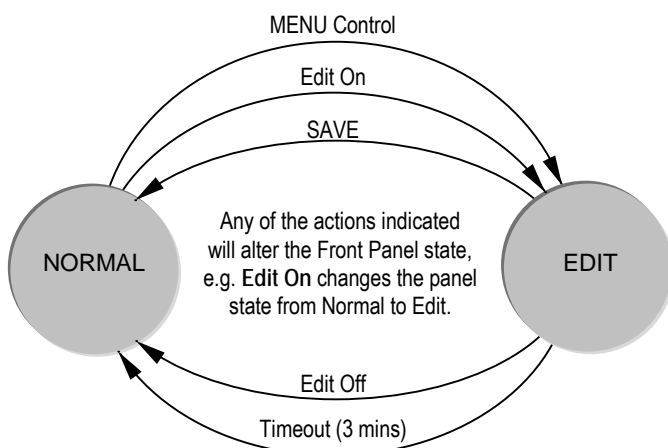 MENU Control
Edit On
SAVE
NORMAL
Any of the actions indicated
will alter the Front Panel state,
e.g. Edit On changes the panel
state from Normal to Edit.
EDIT
Edit Off
Timeout (3 mins)